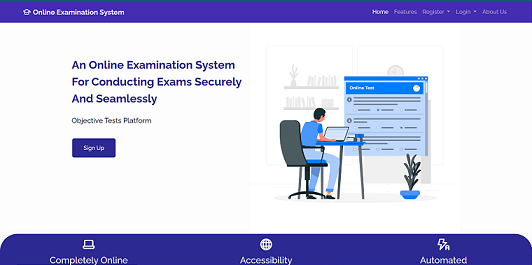 Online Examination System
Home Features Register Login About Us
An Online Examination System
For Conducting Exams Securely
And Seamlessly
Objective Tests Platform
Sign Up
Online Test
Completely Online
Accessibility
Automated